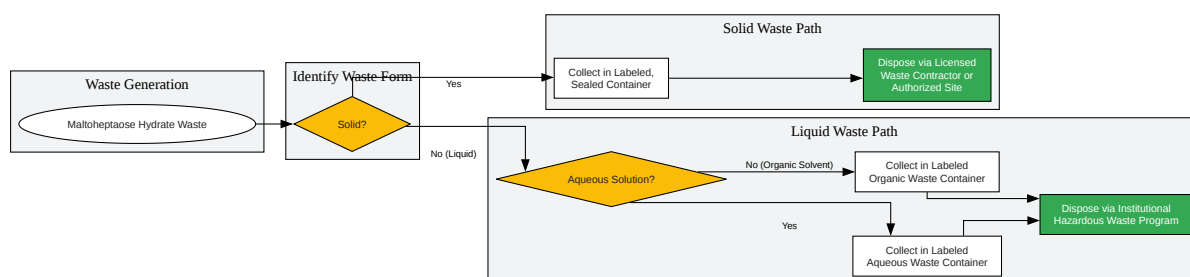 Waste Generation
Maltoheptaose Hydrate Waste
Identify Waste Form
Solid?
Yes
No (Liquid)
Solid Waste Path
Collect in Labeled,
Sealed Container
Dispose via Licensed
Waste Contractor or
Authorized Site
Liquid Waste Path
Aqueous Solution?
No (Organic Solvent)
Yes
Collect in Labeled
Organic Waste Container
Collect in Labeled
Aqueous Waste Container
Dispose via Institutional
Hazardous Waste Program